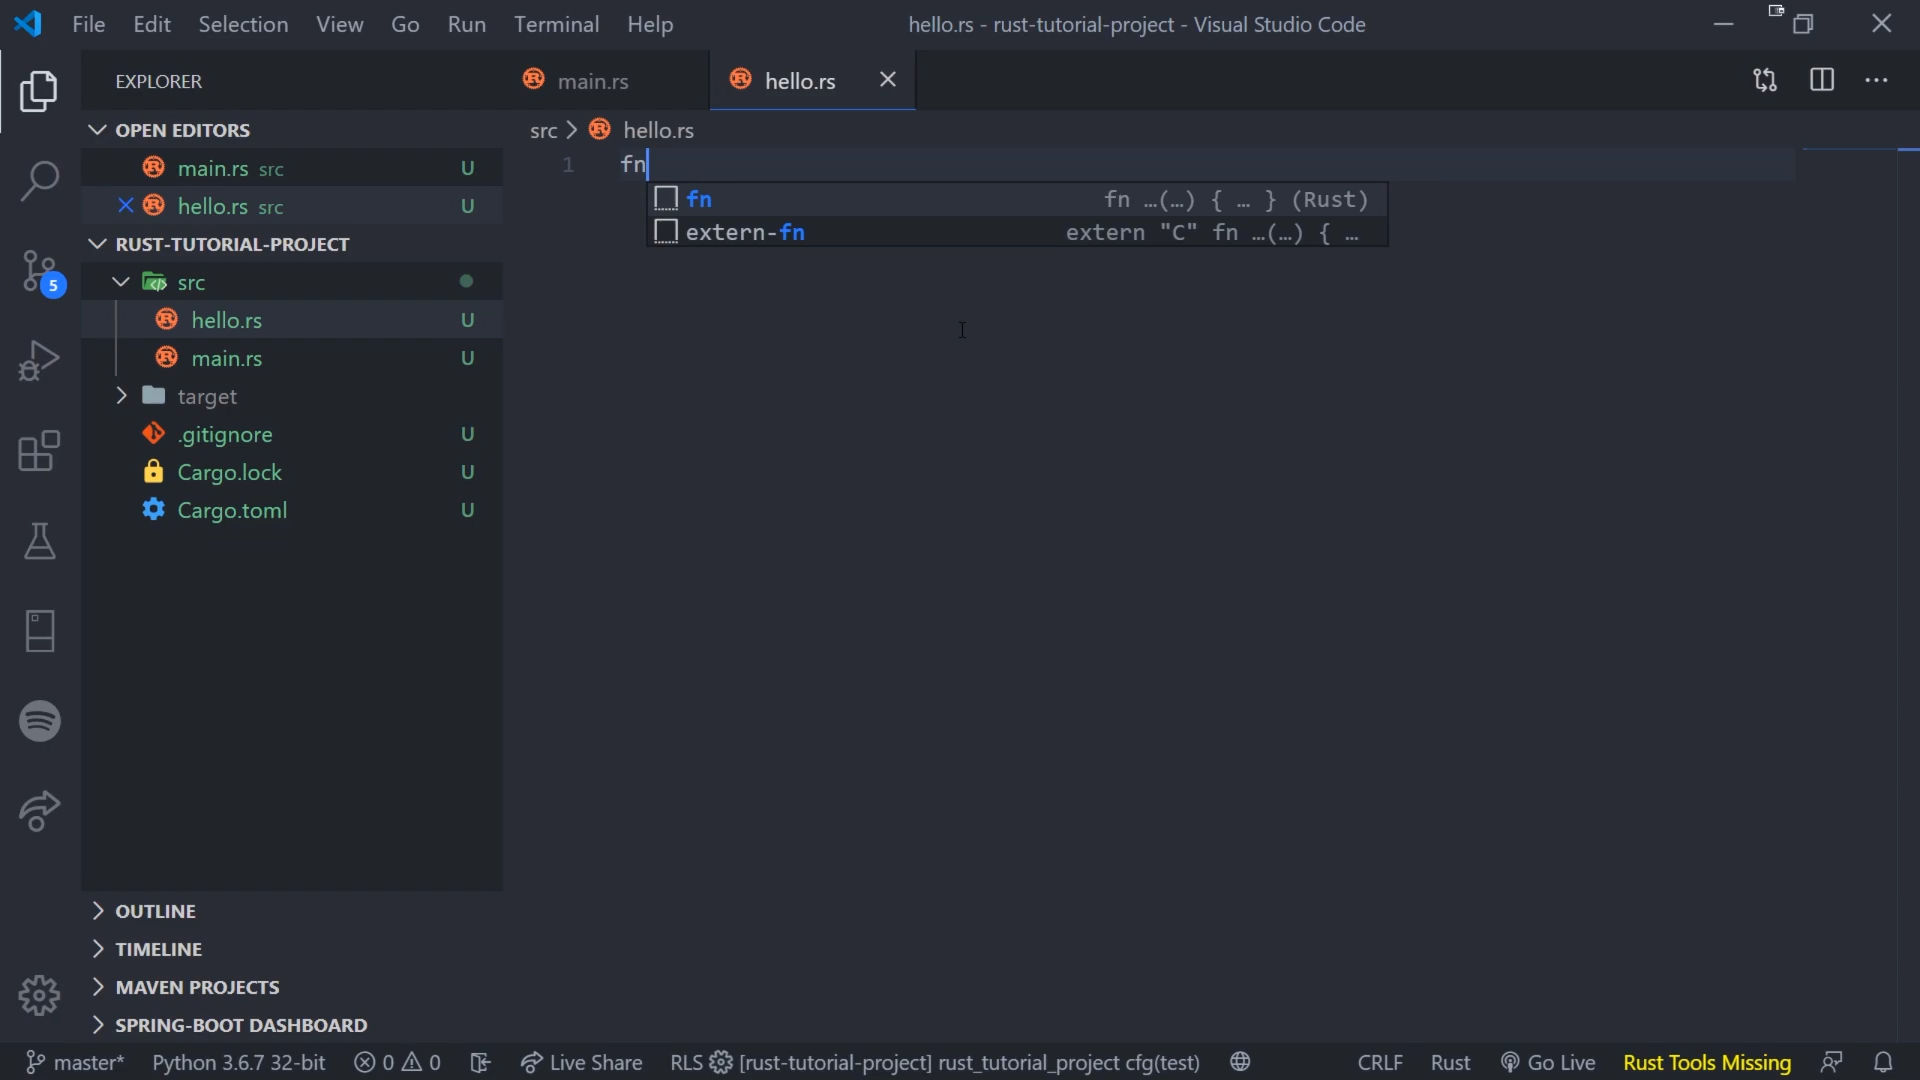 File Edit Selection View Go Run Terminal Help
hello.rs - rust-tutorial-project - Visual Studio Code
EXPLORER
main.rs
hello.rs
OPEN EDITORS
main.rs src U
hello.rs src U
RUST-TUTORIAL-PROJECT
src
hello.rs U
main.rs U
target
.gitignore U
Cargo.lock U
Cargo.toml U
OUTLINE
TIMELINE
MAVEN PROJECTS
SPRING-BOOT DASHBOARD
5
src > hello.rs
1 fn
fn fn …(…) { … } (Rust)
extern-fn extern "C" fn …(…) { …
master* Python 3.6.7 32-bit 0 0 Live Share RLS [rust-tutorial-project] rust_tutorial_project cfg(test) CRLF Rust Go Live Rust Tools Missing